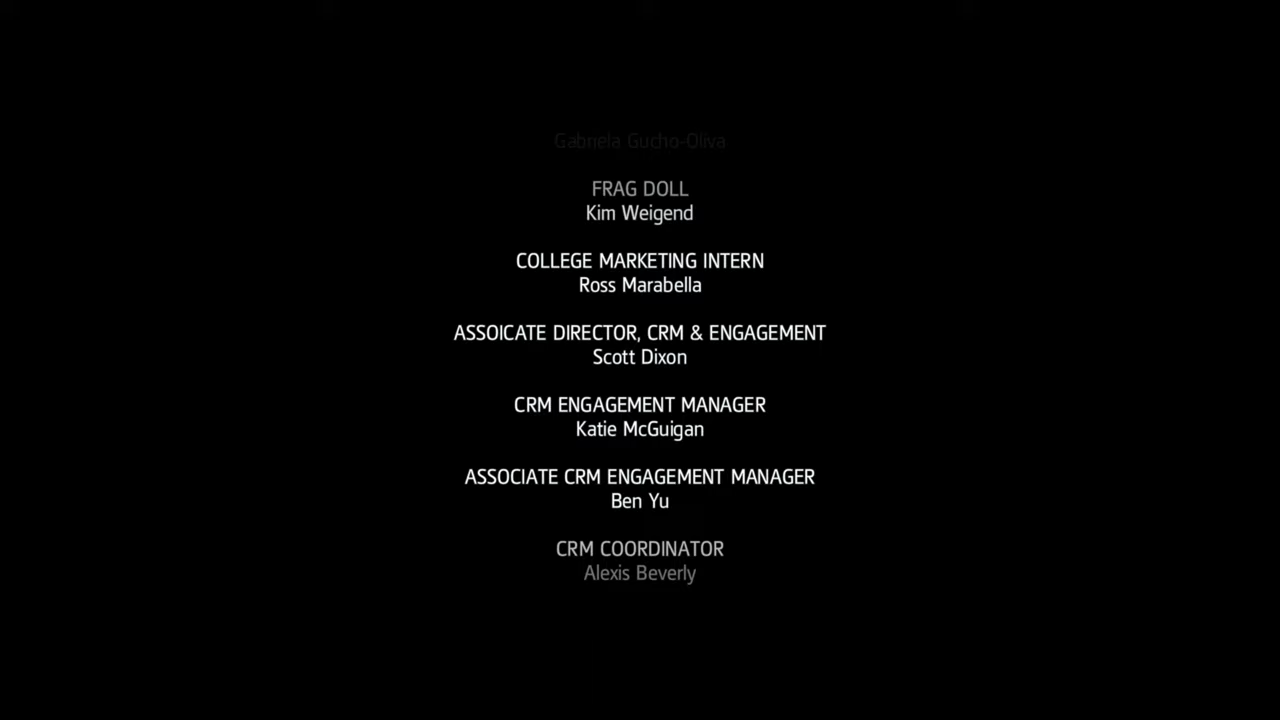 Gabriela Gucho-Oliva
FRAG DOLL
Kim Weigend
COLLEGE MARKETING INTERN
Ross Marabella
ASSOICATE DIRECTOR, CRM & ENGAGEMENT
Scott Dixon
CRM ENGAGEMENT MANAGER
Katie McGuigan
ASSOCIATE CRM ENGAGEMENT MANAGER
Ben Yu
CRM COORDINATOR
Alexis Beverly